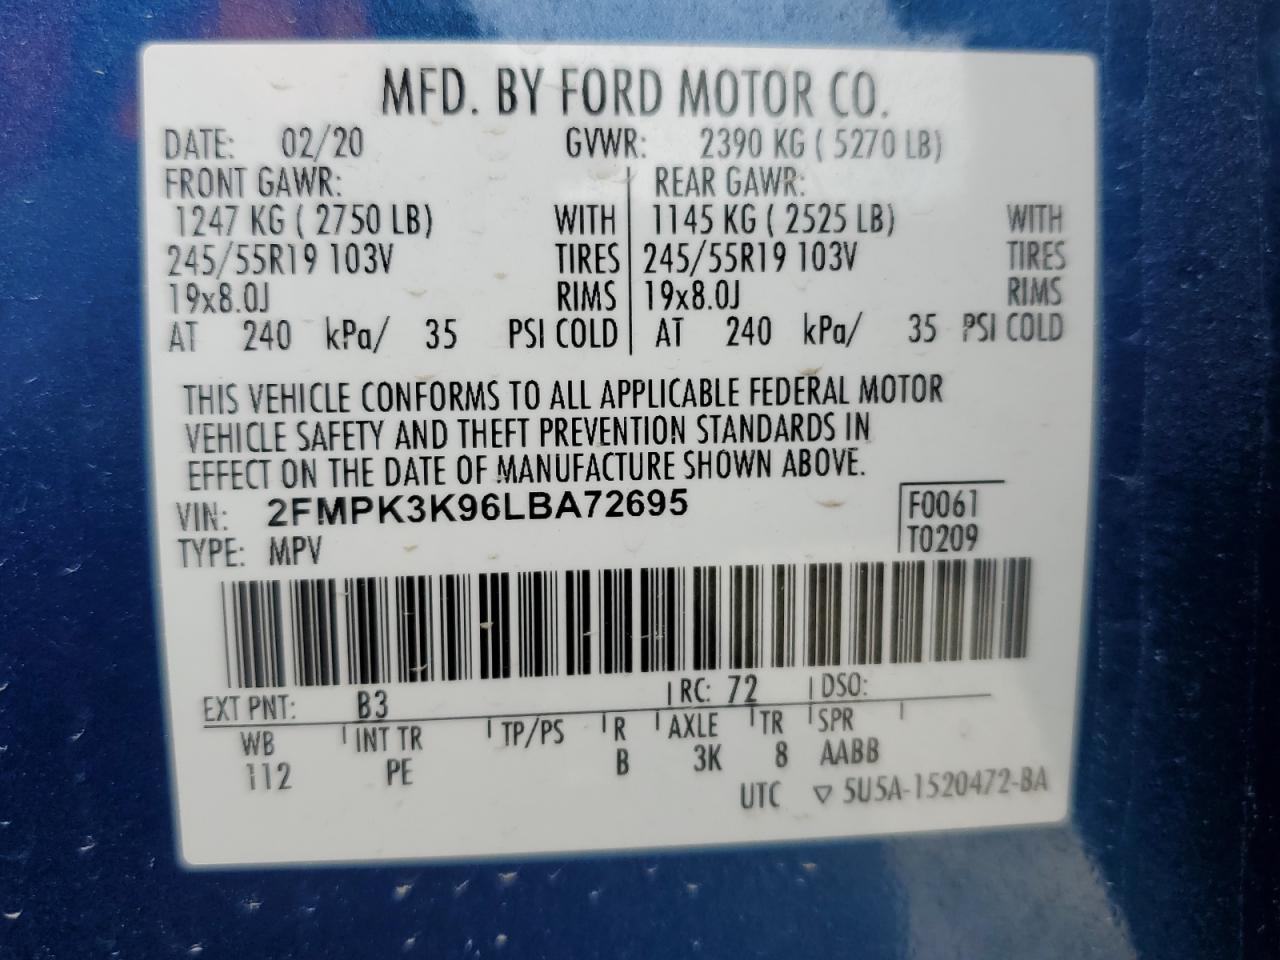 MFD. BY FORD MOTOR CO.
DATE: 02/20 GVWR: 2390 KG ( 5270 LB)
FRONT GAWR: REAR GAWR:
1247 KG ( 2750 LB) WITH 1145 KG ( 2525 LB) WITH
245/55R19 103V TIRES 245/55R19 103V TIRES
19x8.0J RIMS 19x8.0J RIMS
AT 240 kPa/ 35 PSI COLD AT 240 kPa/ 35 PSI COLD
THIS VEHICLE CONFORMS TO ALL APPLICABLE FEDERAL MOTOR
VEHICLE SAFETY AND THEFT PREVENTION STANDARDS IN
EFFECT ON THE DATE OF MANUFACTURE SHOWN ABOVE.
VIN: 2FMPK3K96LBA72695 F0061
TYPE: MPV T0209
EXT PNT: B3 RC: 72 DSO:
WB INT TR TP/PS R AXLE TR SPR
112 PE B 3K 8 AABB
UTC ▽ 5U5A-1520472-BA